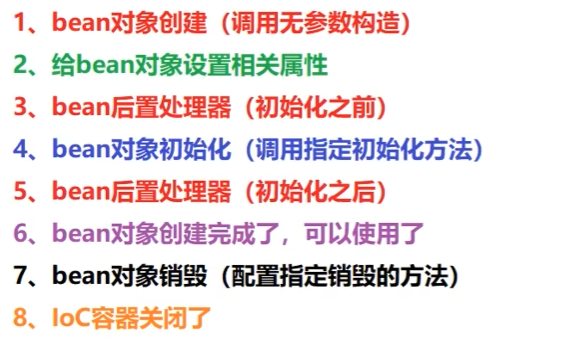 1、bean对象创建（调用无参数构造）
2、给bean对象设置相关属性
3、bean后置处理器（初始化之前）
4、bean对象初始化（调用指定初始化方法）
5、bean后置处理器（初始化之后）
6、bean对象创建完成了，可以使用了
7、bean对象销毁（配置指定销毁的方法）
8、IoC容器关闭了